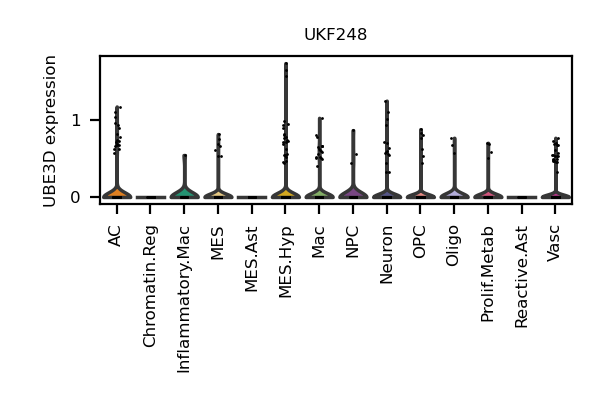 UKF248
UBE3D expression
1
0
AC
Chromatin.Reg
Inflammatory.Mac
MES
MES.Ast
MES.Hyp
Mac
NPC
Neuron
OPC
Oligo
Prolif.Metab
Reactive.Ast
Vasc